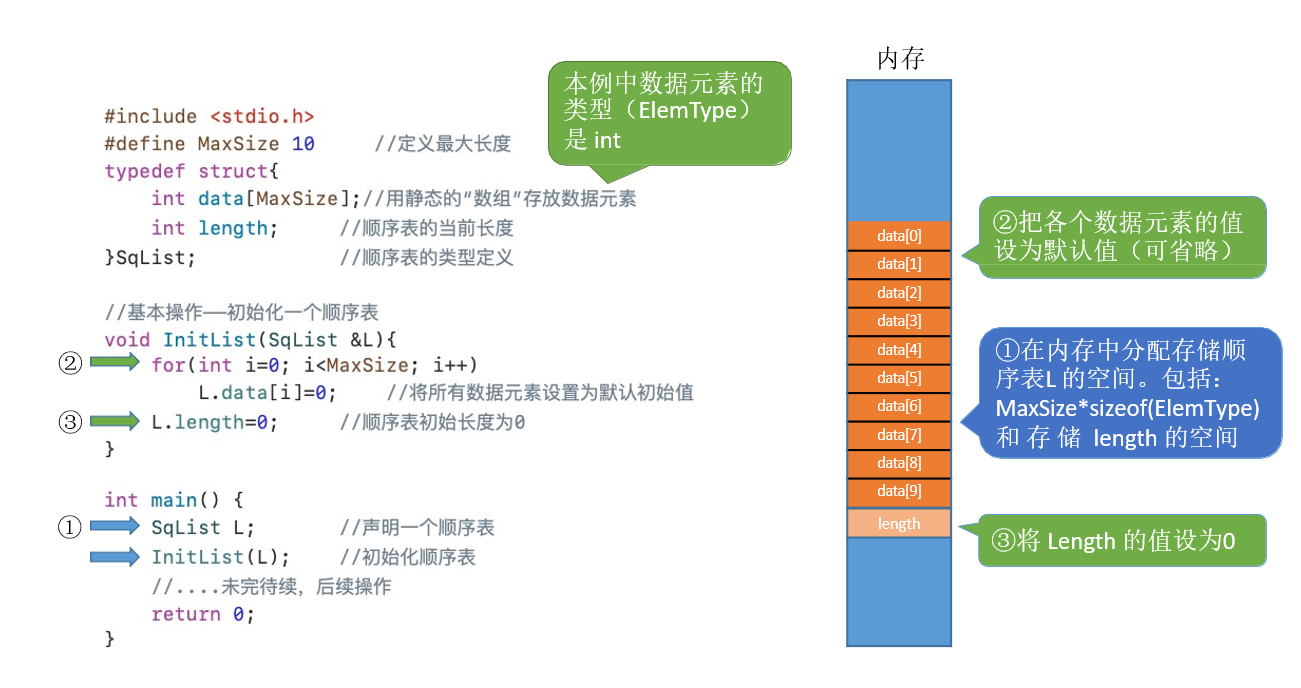 内存
本例中数据元素的
类型（ElemType）
是 int
#include <stdio.h>
#define MaxSize 10 //定义最大长度
typedef struct{
int data[MaxSize];//用静态的“数组”存放数据元素
int length; //顺序表的当前长度
}SqList; //顺序表的类型定义
//基本操作——初始化一个顺序表
void InitList(SqList &L){
② for(int i=0; i<MaxSize; i++)
L.data[i]=0; //将所有数据元素设置为默认初始值
③ L.length=0; //顺序表初始长度为0
}
int main() {
① SqList L; //声明一个顺序表
InitList(L); //初始化顺序表
//....未完待续，后续操作
return 0;
}
data[0]
data[1]
data[2]
data[3]
data[4]
data[5]
data[6]
data[7]
data[8]
data[9]
length
②把各个数据元素的值
设为默认值（可省略）
①在内存中分配存储顺
序表L 的空间。包括：
MaxSize*sizeof(ElemType)
和 存 储 length 的空间
③将 Length 的值设为0